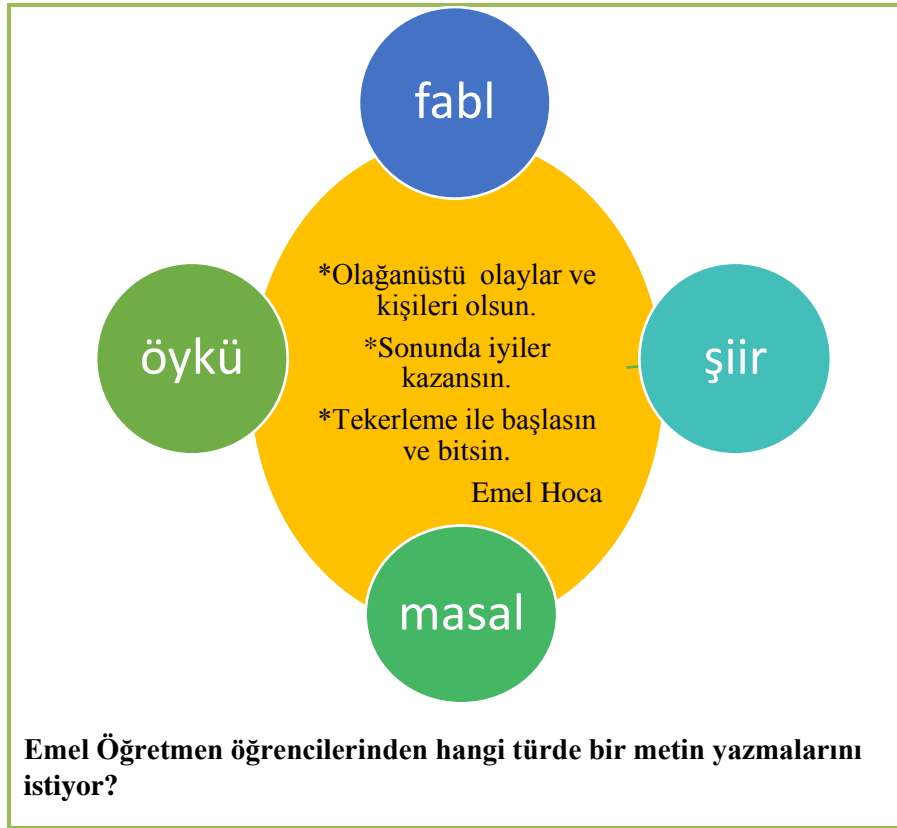 fabl
*Olağanüstü olaylar ve
kişileri olsun.
*Sonunda iyiler
kazansın.
*Tekerleme ile başlasın
ve bitsin.
Emel Hoca
öykü
şiir
masal
Emel Öğretmen öğrencilerinden hangi türde bir metin yazmalarını
istiyor?